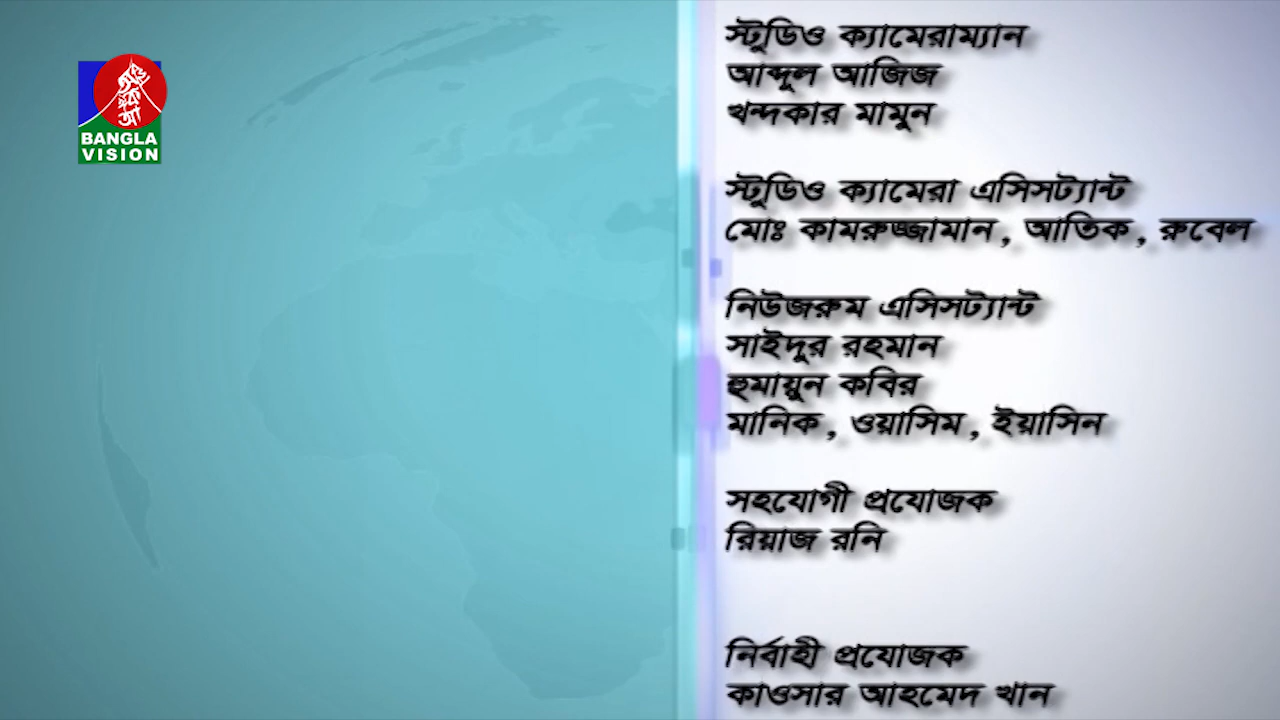 BANGLA
VISION
স্টুডিও ক্যামেরাম্যান
আব্দুল আজিজ
খন্দকার মামুন
স্টুডিও ক্যামেরা এসিসট্যান্ট
মোঃ কামরুজ্জামান, আতিক, রুবেল
নিউজরুম এসিসট্যান্ট
সাইদুর রহমান
হুমায়ুন কবির
মানিক, ওয়াসিম, ইয়াসিন
সহযোগী প্রযোজক
রিয়াজ রনি
নির্বাহী প্রযোজক
কাওসার আহমেদ খান